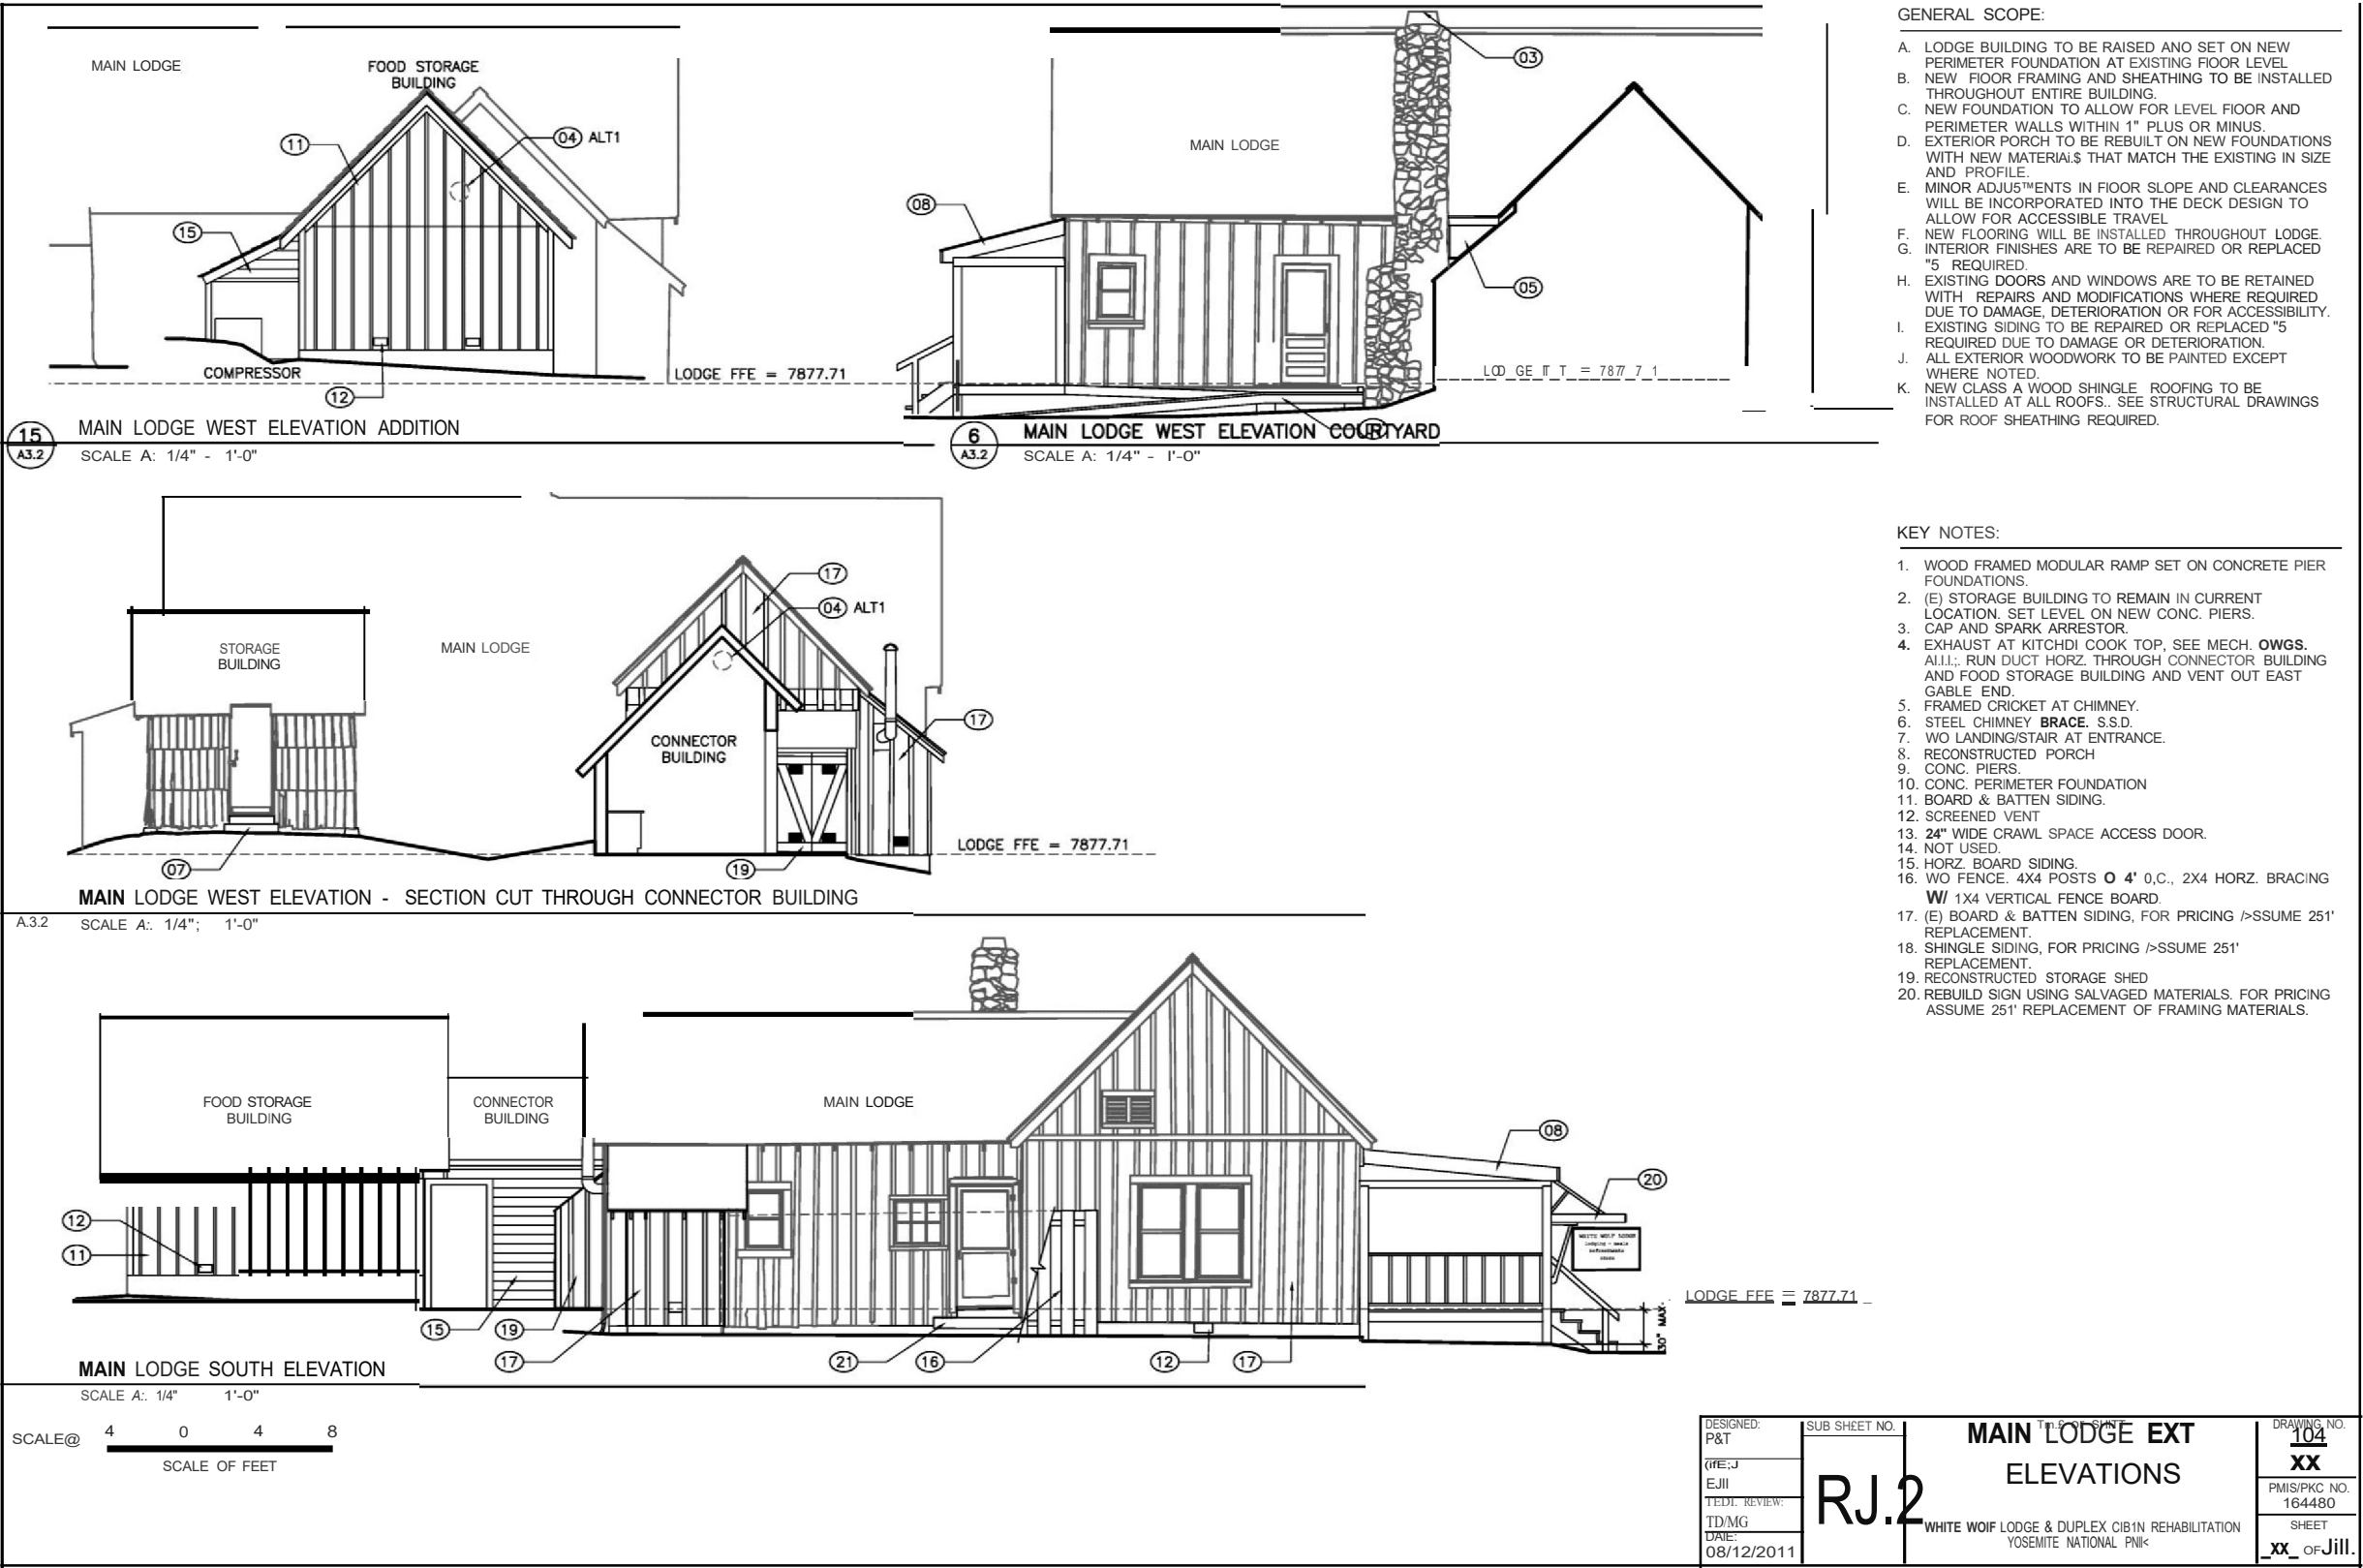 MAIN LODGE
FOOD STORAGE
BUILDING
11
04 ALT1
15
COMPRESSOR
LODGE FFE = 7877.71
12
15
A3.2
MAIN LODGE WEST ELEVATION ADDITION
SCALE A: 1/4" - 1'-0"
03
MAIN LODGE
08
05
LOD GE IT T = 787 7 1
6
A3.2
MAIN LODGE WEST ELEVATION COURTYARD
SCALE A: 1/4" - I'-0"
STORAGE
BUILDING
MAIN LODGE
17
04 ALT1
17
CONNECTOR
BUILDING
LODGE FFE = 7877.71
07
19
MAIN LODGE WEST ELEVATION - SECTION CUT THROUGH CONNECTOR BUILDING
A.3.2 SCALE A:. 1/4"; 1'-0"
FOOD STORAGE
BUILDING
CONNECTOR
BUILDING
MAIN LODGE
08
20
12
11
WHITE WOLF LODGE
lodging - meals
refreshments
LODGE FFE = 7877.71
30" MAX.
15
19
17
21
16
12
17
MAIN LODGE SOUTH ELEVATION
SCALE A:. 1/4" 1'-0"
SCALE@ 4 0 4 8
SCALE OF FEET
GENERAL SCOPE:
A. LODGE BUILDING TO BE RAISED ANO SET ON NEW
PERIMETER FOUNDATION AT EXISTING FIOOR LEVEL
B. NEW FIOOR FRAMING AND SHEATHING TO BE INSTALLED
THROUGHOUT ENTIRE BUILDING.
C. NEW FOUNDATION TO ALLOW FOR LEVEL FIOOR AND
PERIMETER WALLS WITHIN 1" PLUS OR MINUS.
D. EXTERIOR PORCH TO BE REBUILT ON NEW FOUNDATIONS
WITH NEW MATERIAi.$ THAT MATCH THE EXISTING IN SIZE
AND PROFILE.
E. MINOR ADJU5™ENTS IN FIOOR SLOPE AND CLEARANCES
WILL BE INCORPORATED INTO THE DECK DESIGN TO
ALLOW FOR ACCESSIBLE TRAVEL
F. NEW FLOORING WILL BE INSTALLED THROUGHOUT LODGE.
G. INTERIOR FINISHES ARE TO BE REPAIRED OR REPLACED
"5 REQUIRED.
H. EXISTING DOORS AND WINDOWS ARE TO BE RETAINED
WITH REPAIRS AND MODIFICATIONS WHERE REQUIRED
DUE TO DAMAGE, DETERIORATION OR FOR ACCESSIBILITY.
I. EXISTING SIDING TO BE REPAIRED OR REPLACED "5
REQUIRED DUE TO DAMAGE OR DETERIORATION.
J. ALL EXTERIOR WOODWORK TO BE PAINTED EXCEPT
WHERE NOTED.
K. NEW CLASS A WOOD SHINGLE ROOFING TO BE
INSTALLED AT ALL ROOFS.. SEE STRUCTURAL DRAWINGS
FOR ROOF SHEATHING REQUIRED.
KEY NOTES:
1. WOOD FRAMED MODULAR RAMP SET ON CONCRETE PIER
FOUNDATIONS.
2. (E) STORAGE BUILDING TO REMAIN IN CURRENT
LOCATION. SET LEVEL ON NEW CONC. PIERS.
3. CAP AND SPARK ARRESTOR.
4. EXHAUST AT KITCHDI COOK TOP, SEE MECH. OWGS.
AI.I.I.;. RUN DUCT HORZ. THROUGH CONNECTOR BUILDING
AND FOOD STORAGE BUILDING AND VENT OUT EAST
GABLE END.
5. FRAMED CRICKET AT CHIMNEY.
6. STEEL CHIMNEY BRACE. S.S.D.
7. WO LANDING/STAIR AT ENTRANCE.
8. RECONSTRUCTED PORCH
9. CONC. PIERS.
10. CONC. PERIMETER FOUNDATION
11. BOARD & BATTEN SIDING.
12. SCREENED VENT
13. 24" WIDE CRAWL SPACE ACCESS DOOR.
14. NOT USED.
15. HORZ. BOARD SIDING.
16. WO FENCE. 4X4 POSTS O 4' 0,C., 2X4 HORZ. BRACING
W/ 1X4 VERTICAL FENCE BOARD.
17. (E) BOARD & BATTEN SIDING, FOR PRICING />SSUME 251'
REPLACEMENT.
18. SHINGLE SIDING, FOR PRICING />SSUME 251'
REPLACEMENT.
19. RECONSTRUCTED STORAGE SHED
20. REBUILD SIGN USING SALVAGED MATERIALS. FOR PRICING
ASSUME 251' REPLACEMENT OF FRAMING MATERIALS.
DESIGNED:
P&T
(ifE;J
EJII
TEDI. REVIEW:
TD/MG
DAIE:
08/12/2011
SUB SH£ET NO.
RJ.2
MAIN LODGE EXT
ELEVATIONS
WHITE WOIF LODGE & DUPLEX CIB1N REHABILITATION
YOSEMITE NATIONAL PNII<
DRAWING NO.
104
XX
PMIS/PKC NO.
164480
SHEET
_XX_ OF Jill.